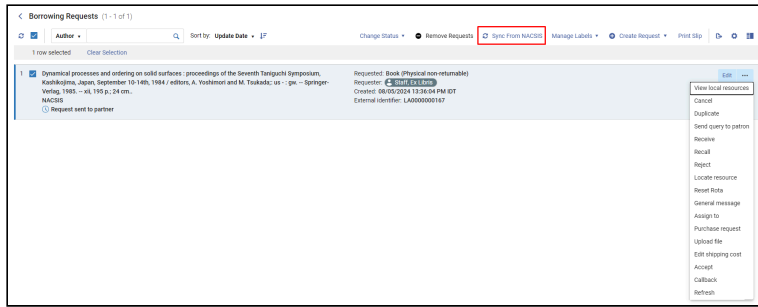 Borrowing Requests (1 - 1 of 1)
Author Sort by: Update Date Change Status Remove Requests Sync From NACSIS Manage Labels Create Request Print Slip
1 row selected Clear Selection
1 Dynamical processes and ordering on solid surfaces : proceedings of the Seventh Taniguchi Symposium, Requested: Book (Physical non-returnable) Edit
Kashikojima, Japan, September 10-14th, 1984 / editors, A. Yoshimori and M. Tsukada;: us - : gw. -- Springer- Requester: Staff, Ex Libris
Verlag, 1985. -- xii, 195 p.; 24 cm.. Created: 08/05/2024 13:36:04 PM IDT
NACSIS External identifier: LA0000000167
Request sent to partner
View local resources
Cancel
Duplicate
Send query to patron
Receive
Recall
Reject
Locate resource
Reset Rota
General message
Assign to
Purchase request
Upload file
Edit shipping cost
Accept
Callback
Refresh